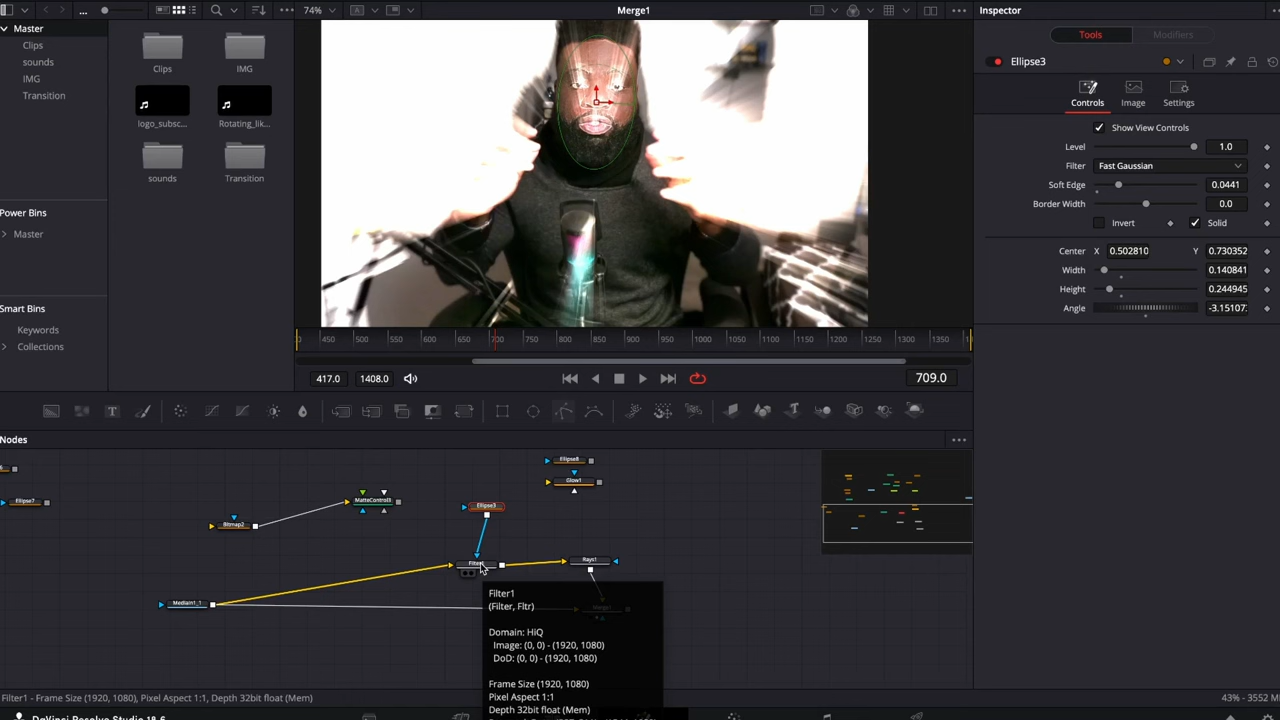 ...
74%
Merge1
...
Inspector
Master
Clips
sounds
IMG
Transition
Clips
IMG
logo_subsc...
Rotating_lik...
sounds
Transition
Power Bins
Master
Smart Bins
Keywords
Collections
Tools
Modifiers
Ellipse3
Controls
Image
Settings
Show View Controls
Level
1.0
Filter
Fast Gaussian
Soft Edge
0.0441
Border Width
0.0
Invert
Solid
Center
X
0.502810
Y
0.730352
Width
0.140841
Height
0.244945
Angle
-3.15107
450 500 550 600 650 700 750 800 850 900 950 1000 1050 1100 1150 1200 1250 1300 1350
417.0
1408.0
709.0
T
Nodes
Ellipse7
Bitmap2
MatteControl3
Ellipse3
Ellipse8
Glow1
Filter1
Rays1
MediaIn1_1
Merge1
Filter1
(Filter, Fltr)
Domain: HiQ
Image: (0, 0) - (1920, 1080)
DoD: (0, 0) - (1920, 1080)
Frame Size (1920, 1080)
Pixel Aspect 1:1
Depth 32bit float (Mem)
Filter1 - Frame Size (1920, 1080), Pixel Aspect 1:1, Depth 32bit float (Mem)
43% - 3552 M
DaVinci Resolve Studio 18.6